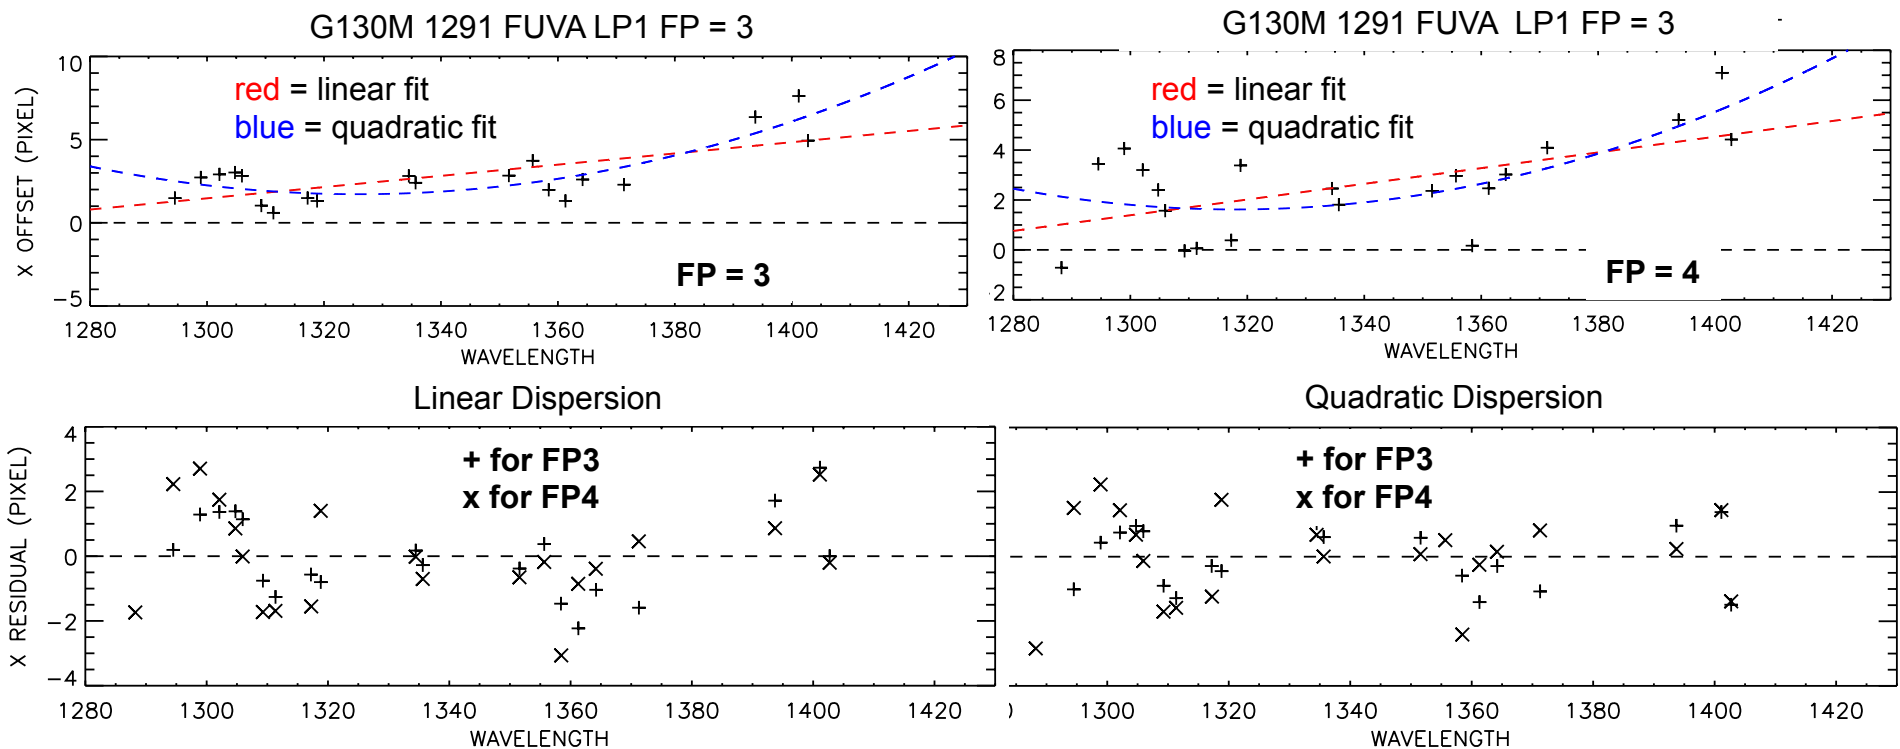 G130M 1291 FUVA LP1 FP = 3
G130M 1291 FUVA LP1 FP = 3
X OFFSET (PIXEL)
10
5
0
−5
red = linear fit
blue = quadratic fit
FP = 3
1280 1300 1320 1340 1360 1380 1400 1420
WAVELENGTH
8
6
4
2
0
2
red = linear fit
blue = quadratic fit
FP = 4
1280 1300 1320 1340 1360 1380 1400 1420
WAVELENGTH
Linear Dispersion
X RESIDUAL (PIXEL)
4
2
0
−2
−4
+ for FP3
x for FP4
1280 1300 1320 1340 1360 1380 1400 1420
WAVELENGTH
Quadratic Dispersion
+ for FP3
x for FP4
1300 1320 1340 1360 1380 1400 1420
WAVELENGTH